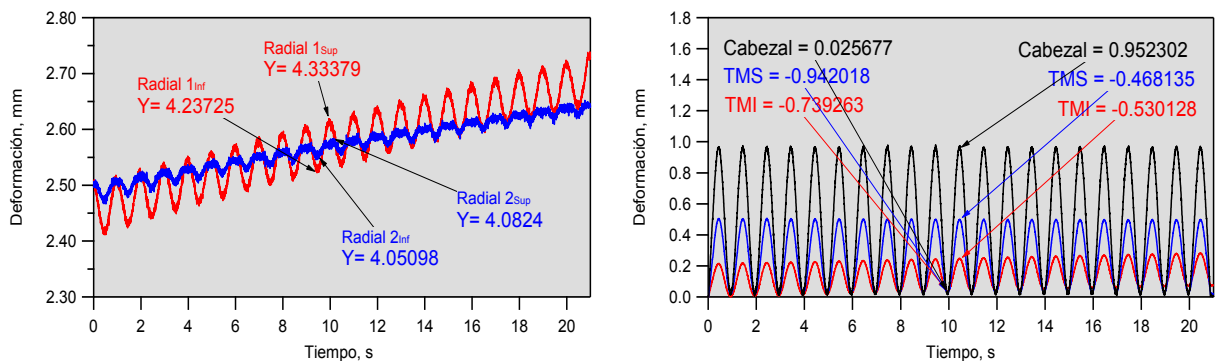 2.80
2.70
2.60
2.50
2.40
2.30
Deformación, mm
Radial 1Sup
Y= 4.33379
Radial 1Inf
Y= 4.23725
Radial 2Sup
Y= 4.0824
Radial 2Inf
Y= 4.05098
0 2 4 6 8 10 12 14 16 18 20
Tiempo, s
1.8
1.6
1.4
1.2
1.0
0.8
0.6
0.4
0.2
0.0
Deformación, mm
Cabezal = 0.025677
TMS = -0.942018
TMI = -0.739263
Cabezal = 0.952302
TMS = -0.468135
TMI = -0.530128
0 2 4 6 8 10 12 14 16 18 20
Tiempo, s